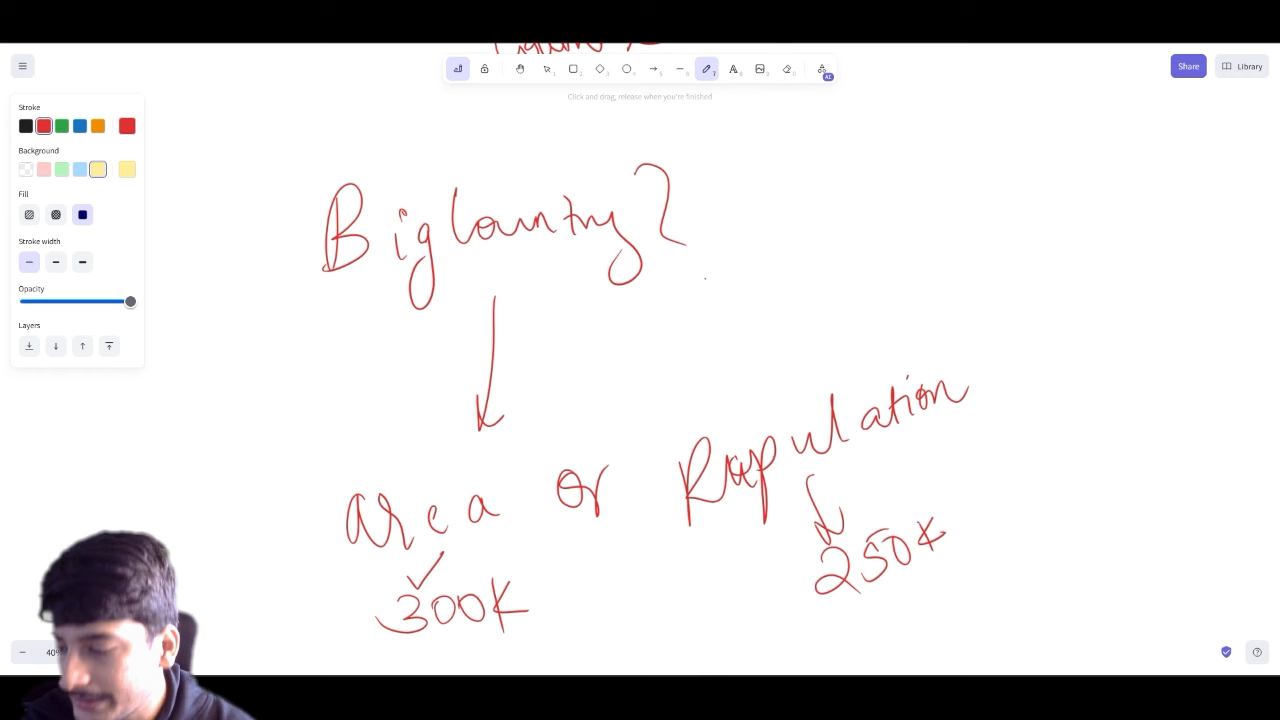 Share
Library
Click and drag, release when you're finished
Stroke
Background
Fill
Stroke width
Opacity
Layers
Big Country?
Area or Population
300K 250K
40%